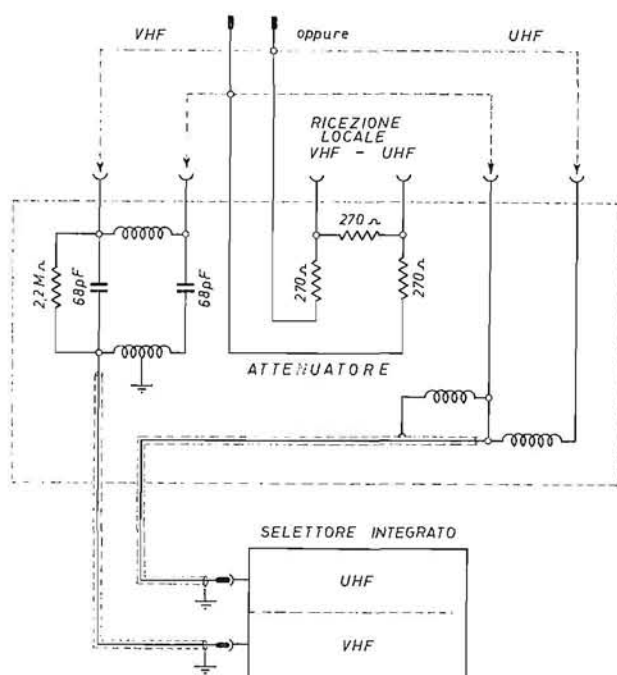 VHF
oppure
UHF
RICEZIONE
LOCALE
VHF - UHF
270 Ω
2,2 MΩ
68pF
68pF
270 Ω
270 Ω
ATTENUATORE
SELETTORE INTEGRATO
UHF
VHF